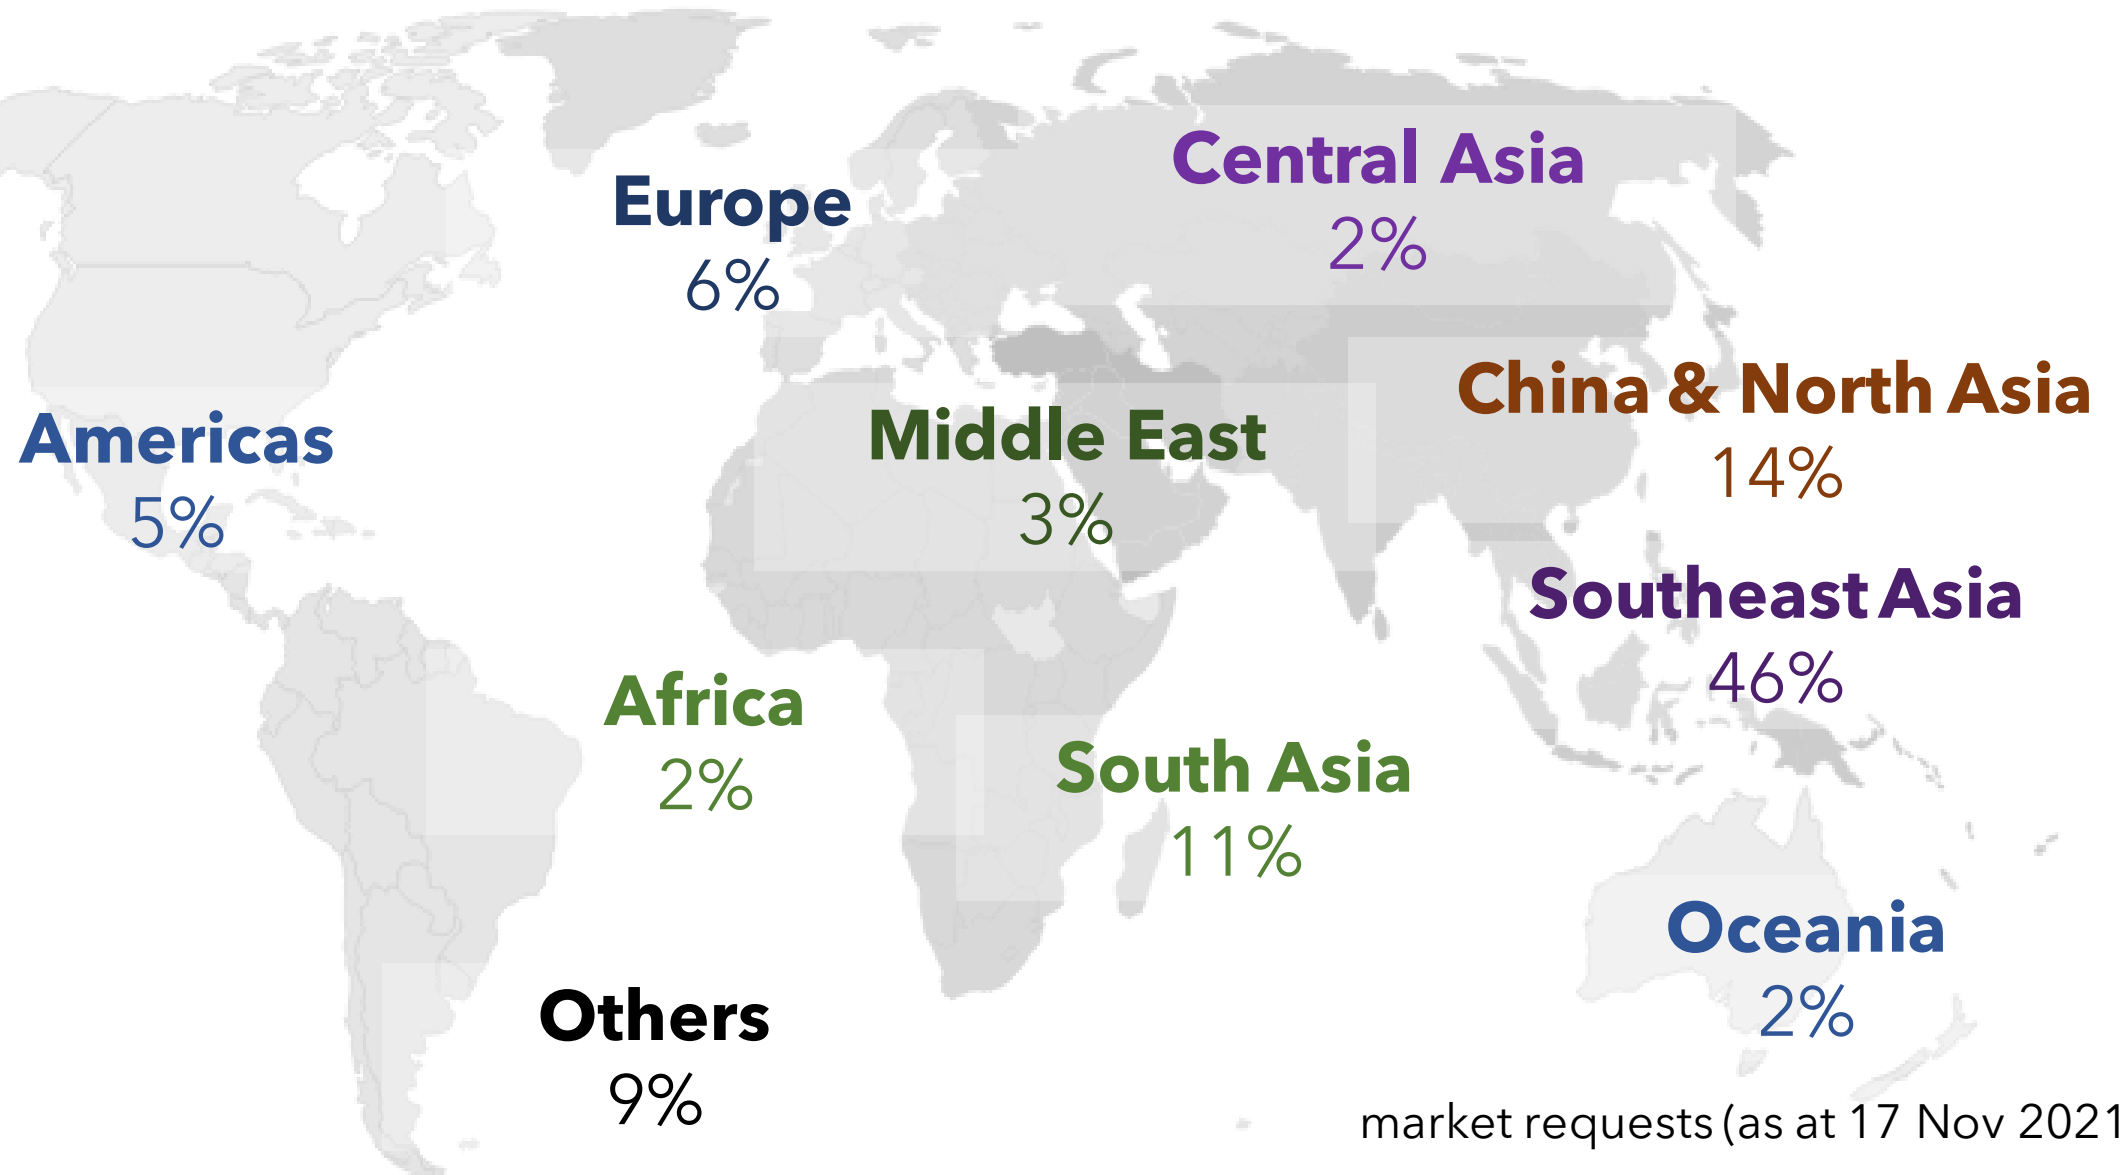 Central Asia
2%
Europe
6%
China & North Asia
14%
Americas
5%
Middle East
3%
Southeast Asia
46%
Africa
2%
South Asia
11%
Oceania
2%
Others
9%
market requests (as at 17 Nov 2021